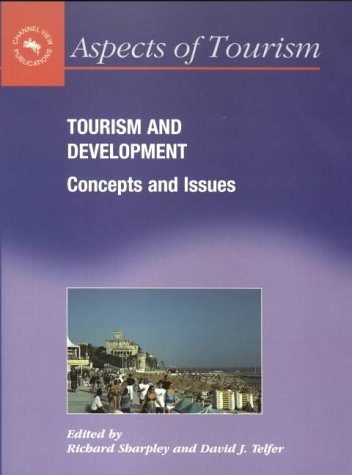 CHANNEL VIEW
PUBLICATIONS
Aspects of Tourism
TOURISM AND
DEVELOPMENT
Concepts and Issues
Edited by
Richard Sharpley and David J. Telfer